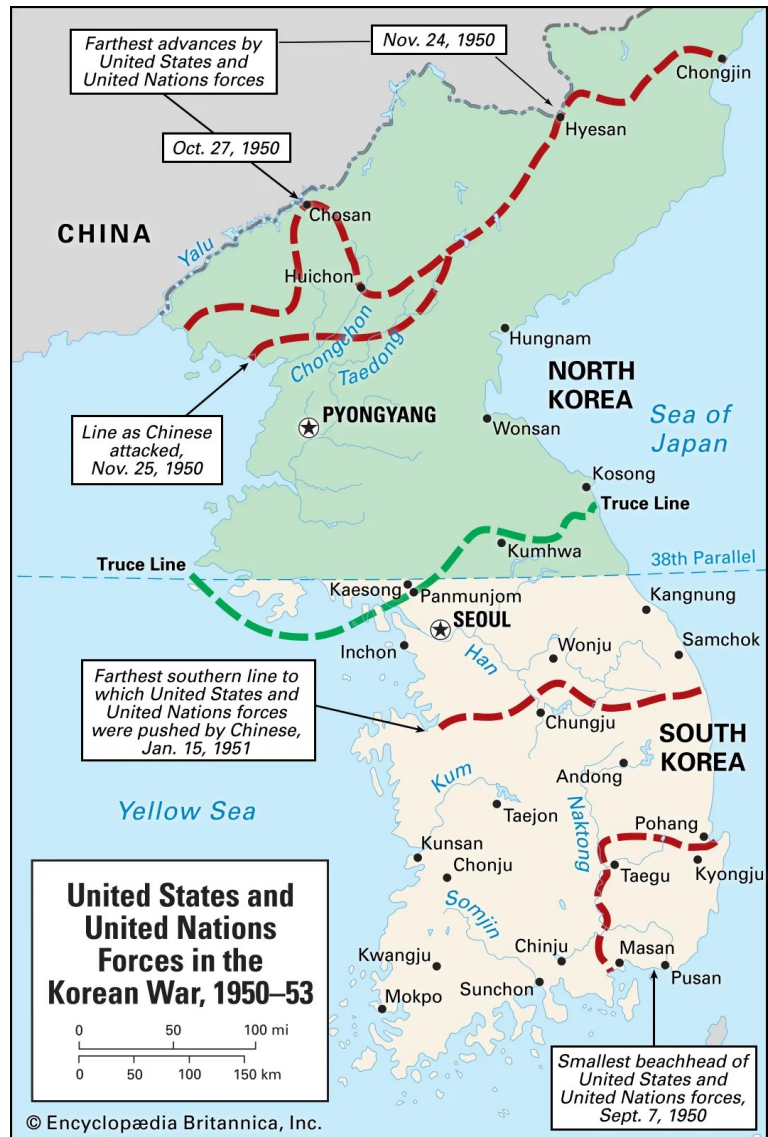 Farthest advances by
United States and
United Nations forces
Nov. 24, 1950
Chongjin
Hyesan
Oct. 27, 1950
Chosan
CHINA
Yalu
Huichon
Chongchon
Taedong
Hungnam
NORTH
KOREA
Sea of
Japan
Line as Chinese
attacked,
Nov. 25, 1950
PYONGYANG
Wonsan
Kosong
Truce Line
Kumhwa
Truce Line
38th Parallel
Kaesong
Panmunjom
Kangnung
SEOUL
Inchon
Han
Wonju
Samchok
Farthest southern line to
which United States and
United Nations forces
were pushed by Chinese,
Jan. 15, 1951
Chungju
SOUTH
KOREA
Andong
Kum
Yellow Sea
Taejon
Naktong
Pohang
Kunsan
Chonju
Taegu
Kyongju
Somjin
Kwangju
Chinju
Masan
Mokpo
Sunchon
Pusan
United States and
United Nations
Forces in the
Korean War, 1950–53
0 50 100 mi
0 50 100 150 km
Smallest beachhead of
United States and
United Nations forces,
Sept. 7, 1950
© Encyclopædia Britannica, Inc.